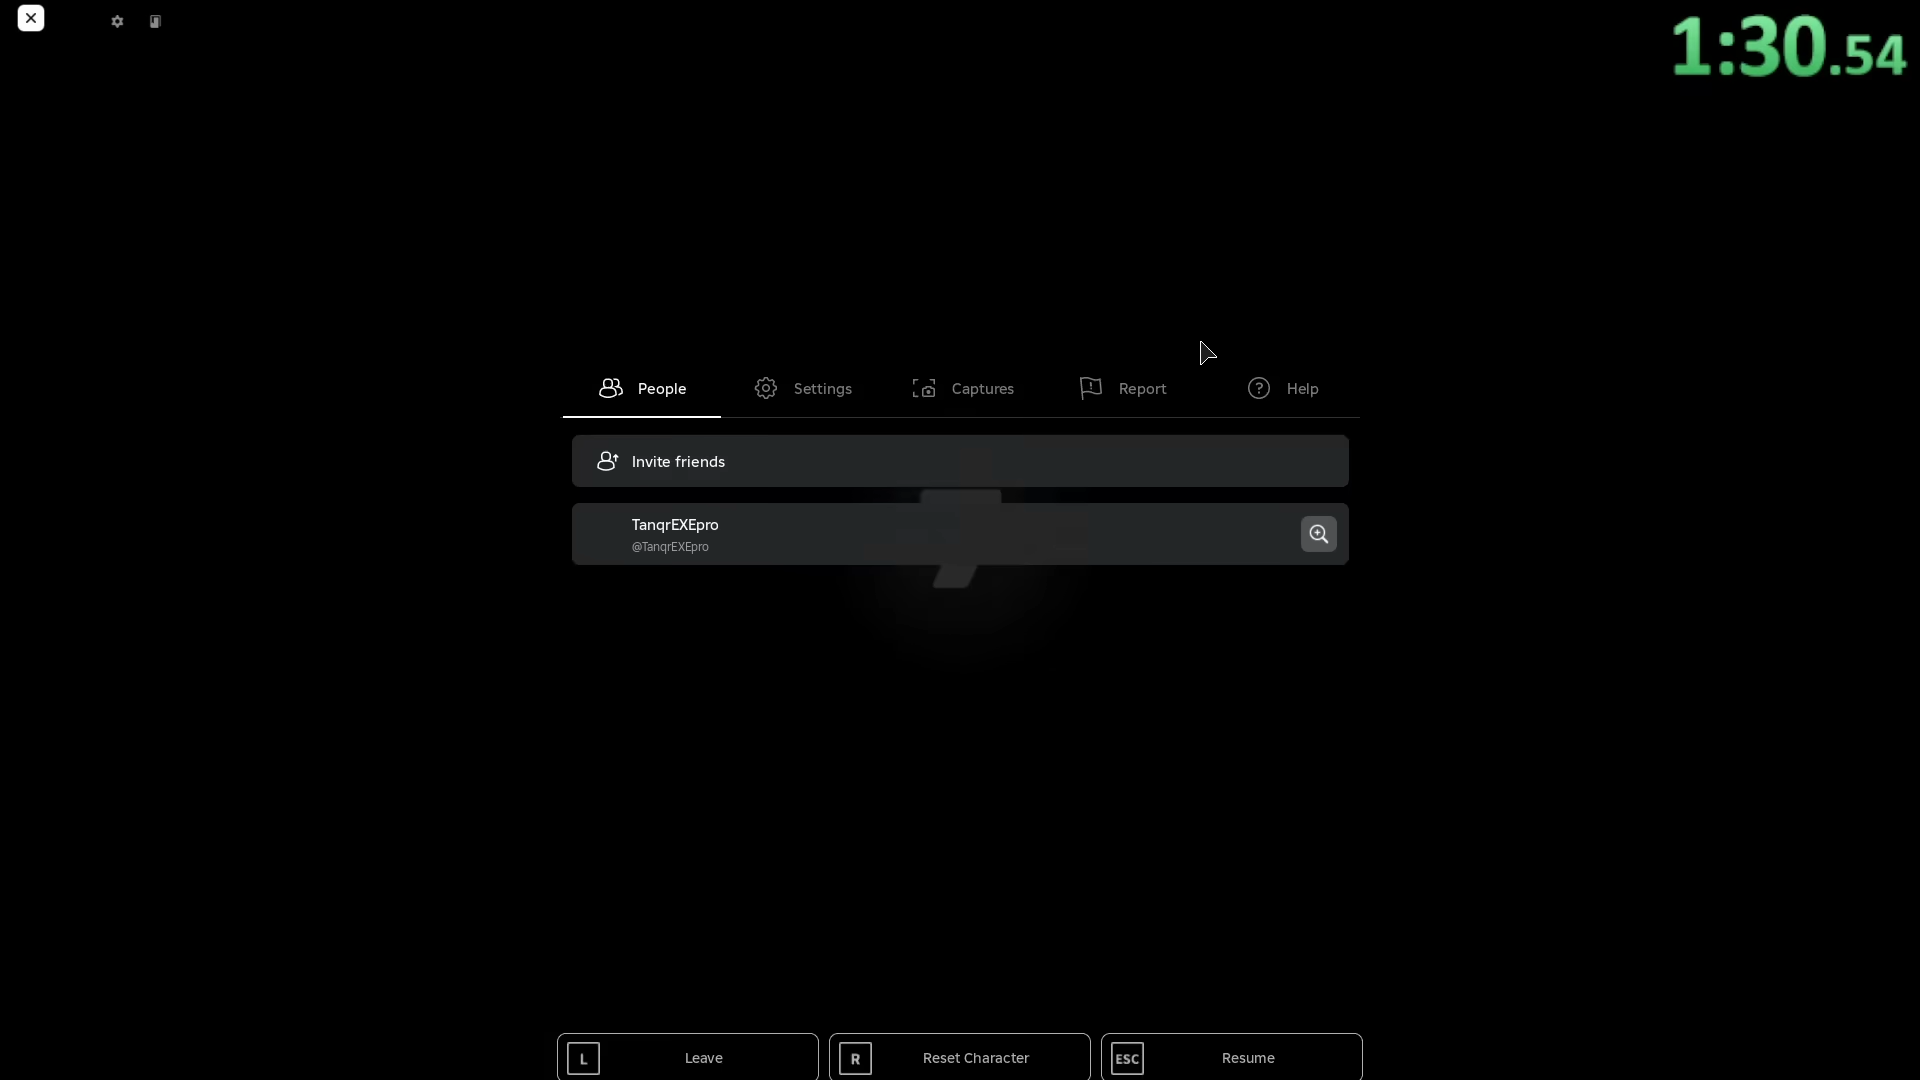 1:30.54
People
Settings
Captures
Report
Help
Invite friends
TanqrEXEpro
@TanqrEXEpro
L
Leave
R
Reset Character
ESC
Resume